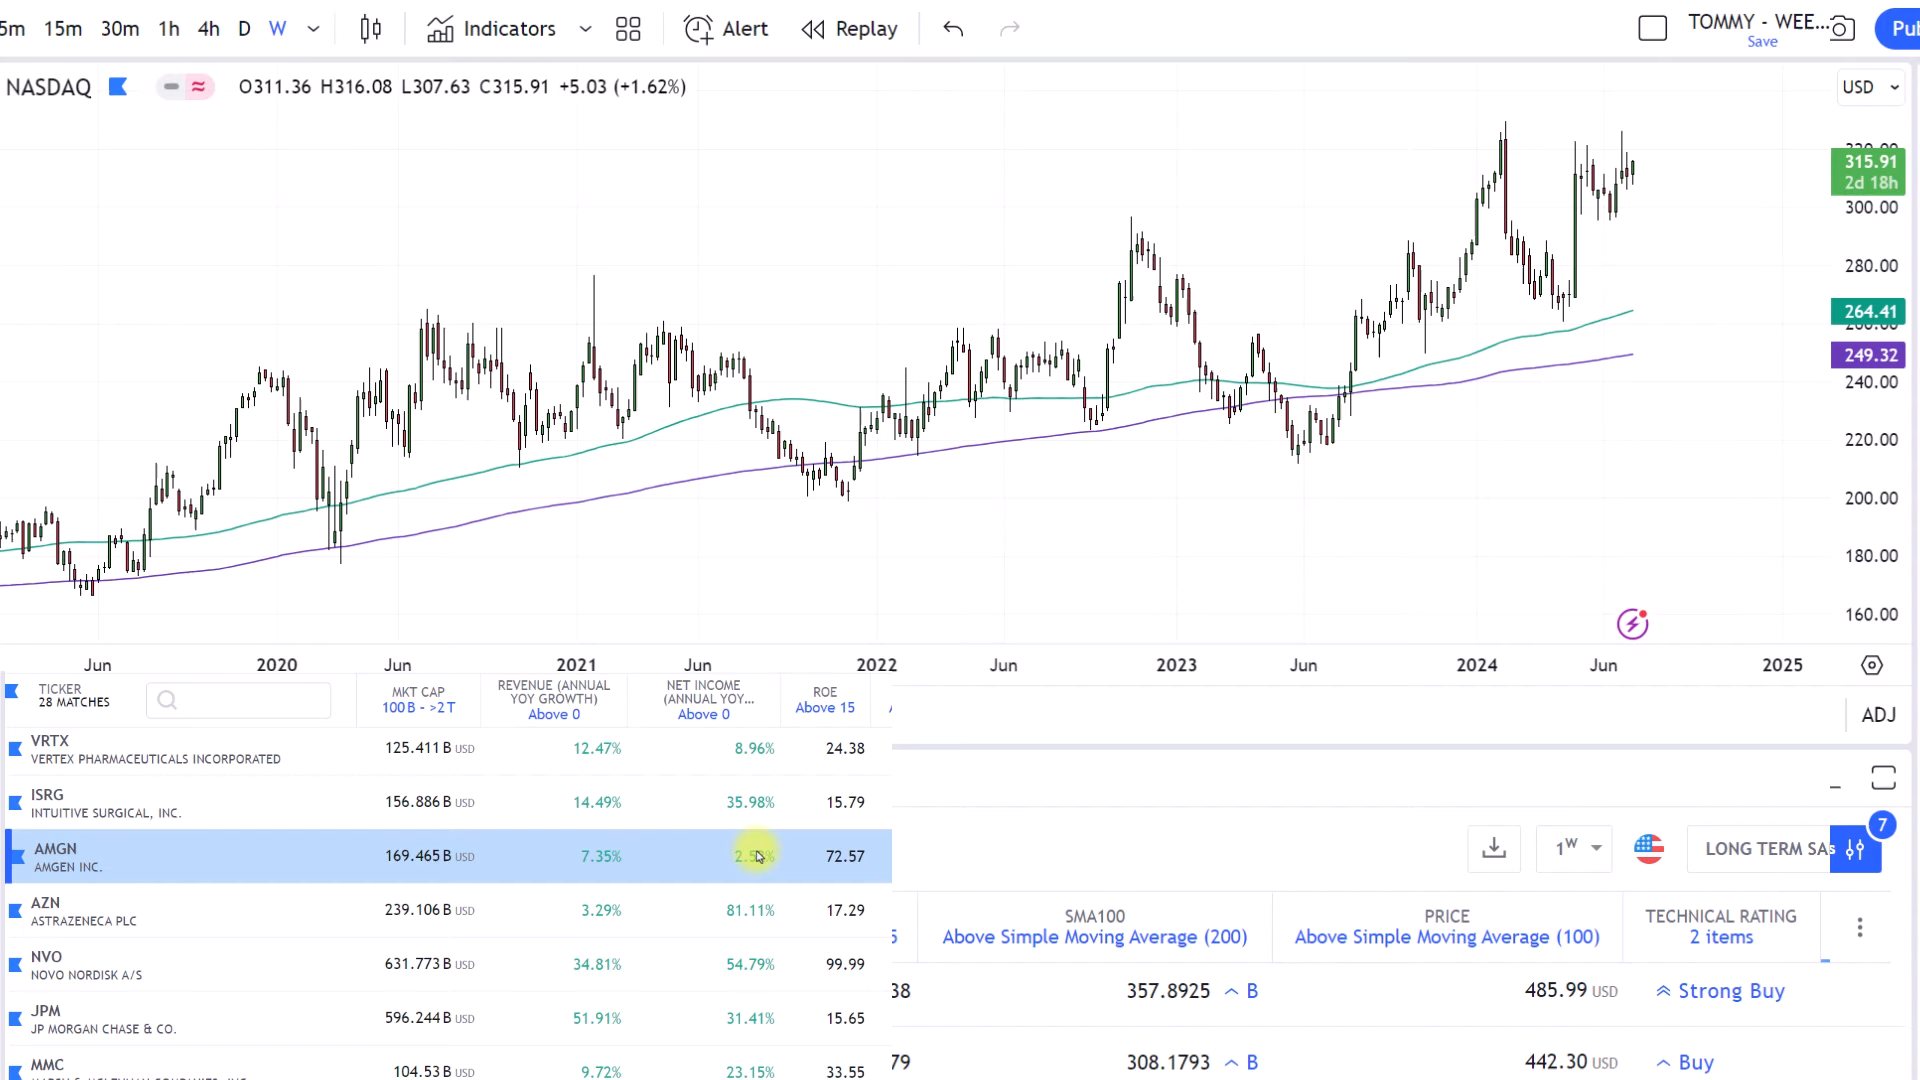 5m 15m 30m 1h 4h D W Indicators Alert Replay TOMMY - WEE... Save Pub
NASDAQ O311.36 H316.08 L307.63 C315.91 +5.03 (+1.62%) USD
315.91
2d 18h
300.00
280.00
264.41
249.32
240.00
220.00
200.00
180.00
160.00
Jun 2020 Jun 2021 Jun 2022 Jun 2023 Jun 2024 Jun 2025
TICKER
28 MATCHES
MKT CAP
100B - >2T
REVENUE (ANNUAL
YOY GROWTH)
Above 0
NET INCOME
(ANNUAL YOY...
Above 0
ROE
Above 15
ADJ
VRTX
VERTEX PHARMACEUTICALS INCORPORATED
125.411 B USD 12.47% 8.96% 24.38
ISRG
INTUITIVE SURGICAL, INC.
156.886 B USD 14.49% 35.98% 15.79
AMGN
AMGEN INC.
169.465 B USD 7.35% 72.57
AZN
ASTRAZENECA PLC
239.106 B USD 3.29% 81.11% 17.29
NVO
NOVO NORDISK A/S
631.773 B USD 34.81% 54.79% 99.99
JPM
JP MORGAN CHASE & CO.
596.244 B USD 51.91% 31.41% 15.65
MMC
104.53 B USD 9.72% 23.15% 33.55
7
1W
LONG TERM SA
SMA100
Above Simple Moving Average (200)
PRICE
Above Simple Moving Average (100)
TECHNICAL RATING
2 items
38 357.8925 B 485.99 USD Strong Buy
79 308.1793 B 442.30 USD Buy